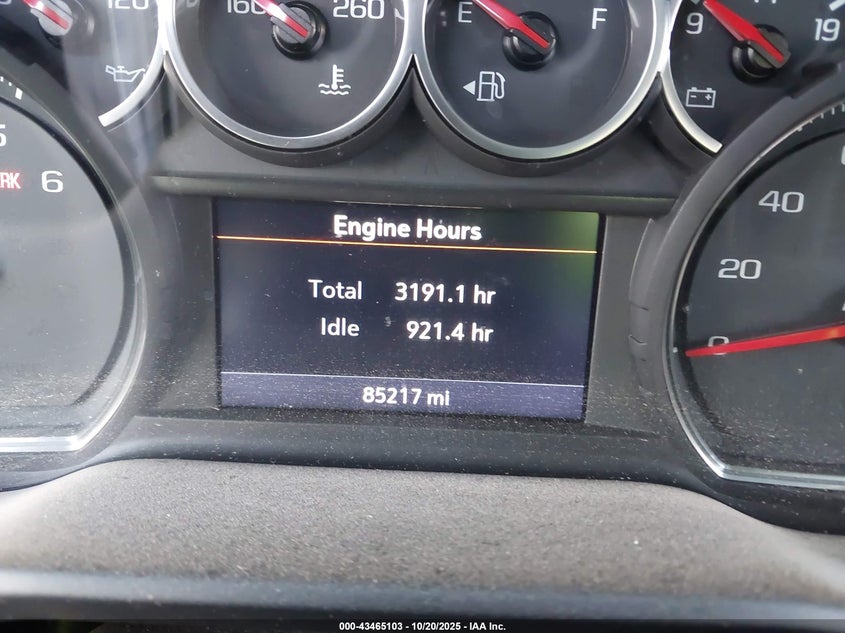 120
160 260
E F
9 19
5
6
40
20
0
Engine Hours
Total 3191.1 hr
Idle 921.4 hr
85217 mi
000-43465103 - 10/20/2025 - IAA Inc.